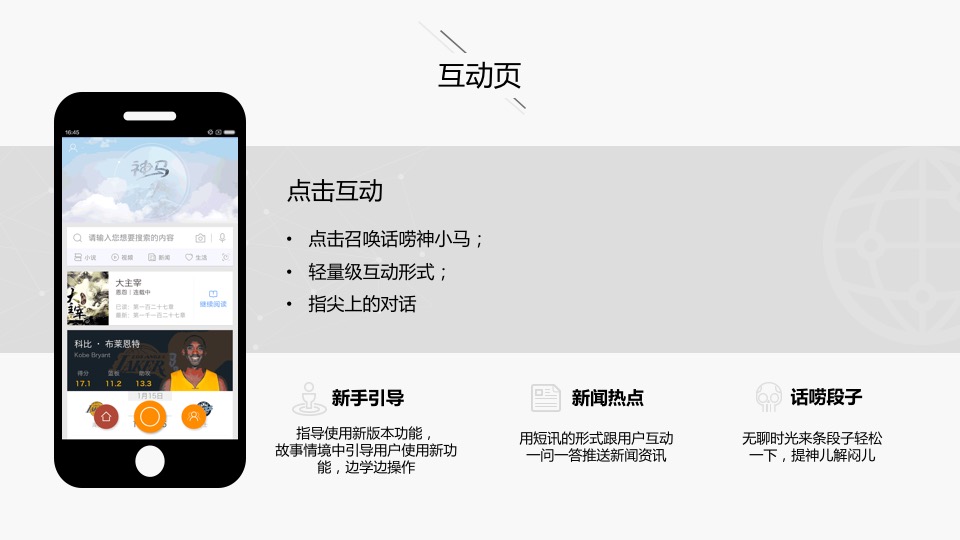 互动页
16:45
神马
请输入您想要搜索的内容
小说 视频 新闻 生活
大主宰
悬疑｜连载中
已读：第一百二十七章
最新：第一千一百二十七章
继续阅读
科比 · 布莱恩特
Kobe Bryant
得分 篮板 助攻
17.1 11.2 13.3
1月15日
点击互动
• 点击召唤话唠神小马；
• 轻量级互动形式；
• 指尖上的对话
新手引导
指导使用新版本功能，
故事情境中引导用户使用新功
能，边学边操作
新闻热点
用短讯的形式跟用户互动
一问一答推送新闻资讯
话唠段子
无聊时光来条段子轻松
一下，提神儿解闷儿